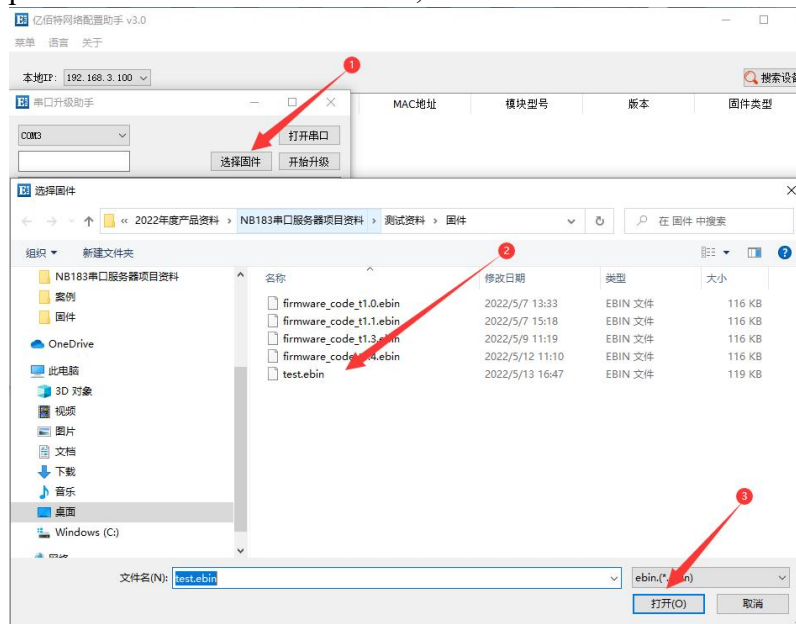 亿佰特网络配置助手 v3.0
菜单 语言 关于
本地IP: 192.168.3.100
搜索设备
1
串口升级助手
MAC地址 模块型号 版本 固件类型
COM3
打开串口
选择固件 开始升级
选择固件
« 2022年度产品资料 › NB183串口服务器项目资料 › 测试资料 › 固件
在 固件 中搜索
组织 新建文件夹
2
NB183串口服务器项目资料
案例
固件
OneDrive
此电脑
3D 对象
视频
图片
文档
下载
音乐
桌面
Windows (C:)
名称 修改日期 类型 大小
firmware_code_t1.0.ebin 2022/5/7 13:33 EBIN 文件 116 KB
firmware_code_t1.1.ebin 2022/5/7 15:18 EBIN 文件 116 KB
firmware_code_t1.3.ebin 2022/5/9 11:19 EBIN 文件 116 KB
firmware_code_t1.4.ebin 2022/5/12 11:10 EBIN 文件 116 KB
test.ebin 2022/5/13 16:47 EBIN 文件 119 KB
3
文件名(N): test.ebin
打开(O) 取消